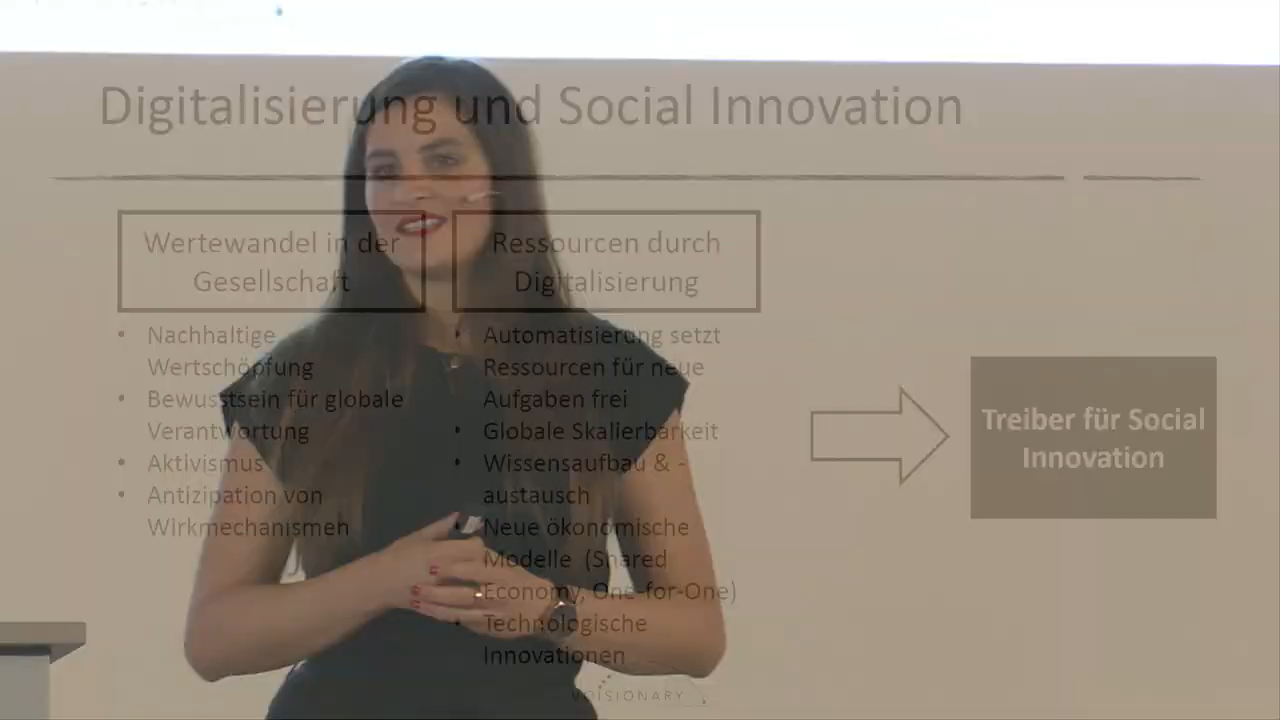 Digitalisierung und Social Innovation
Wertewandel in der
Gesellschaft
• Nachhaltige
Wertschöpfung
• Bewusstsein für globale
Verantwortung
• Aktivismus
• Antizipation von
Wirkmechanismen
Ressourcen durch
Digitalisierung
• Automatisierung setzt
Ressourcen für neue
Aufgaben frei
• Globale Skalierbarkeit
• Wissensaufbau & -
austausch
• Neue ökonomische
Modelle (Shared
Economy, One-for-One)
• Technologische
Innovationen
Treiber für Social
Innovation
VOISIONARY